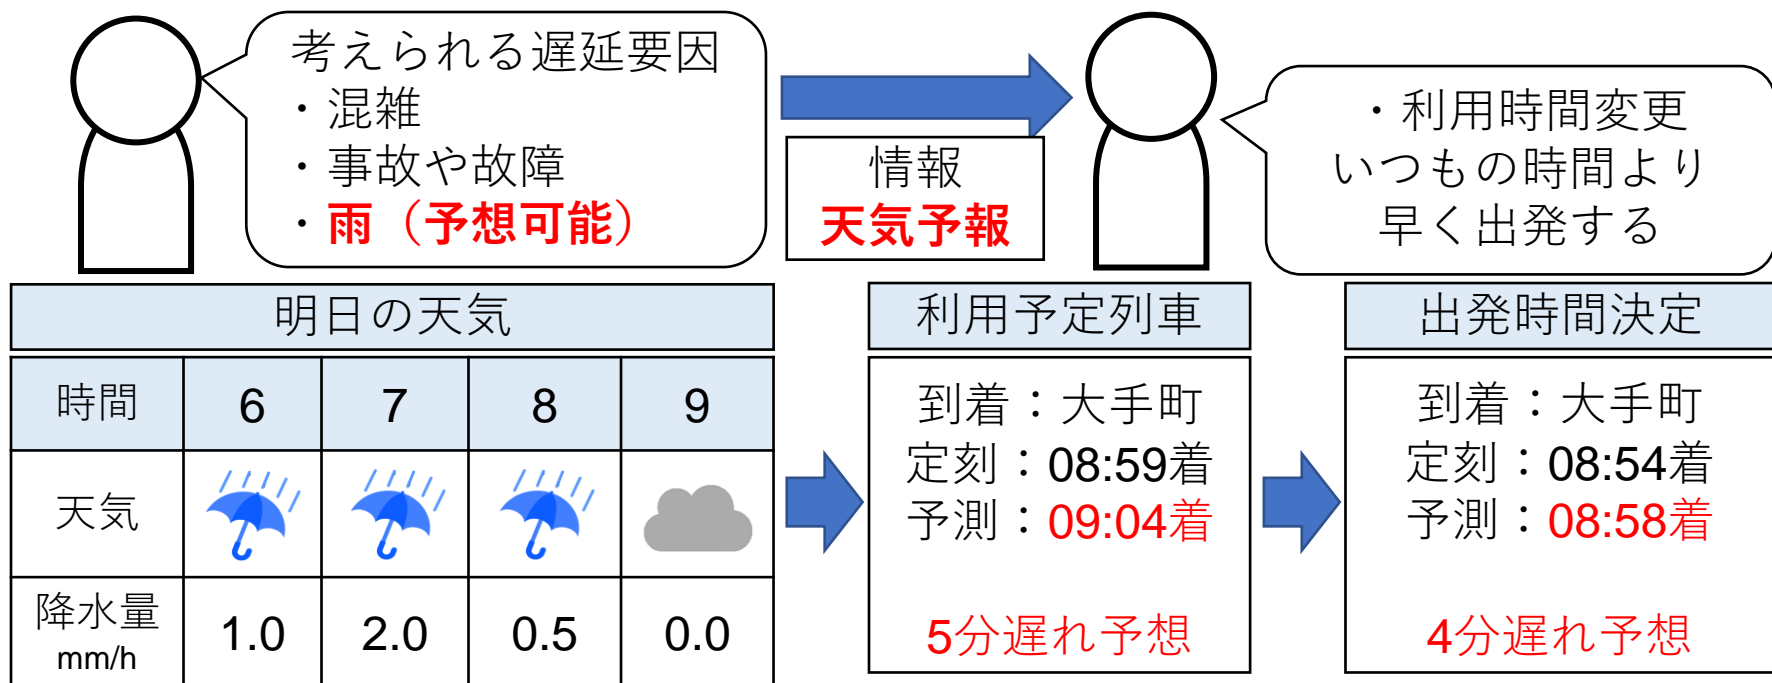 考えられる遅延要因
・混雑
・事故や故障
・雨（予想可能）
情報
天気予報
・利用時間変更
いつもの時間より
早く出発する
明日の天気
時間 6 7 8 9
天気
降水量
mm/h 1.0 2.0 0.5 0.0
利用予定列車
到着：大手町
定刻：08:59着
予測：09:04着
5分遅れ予想
出発時間決定
到着：大手町
定刻：08:54着
予測：08:58着
4分遅れ予想